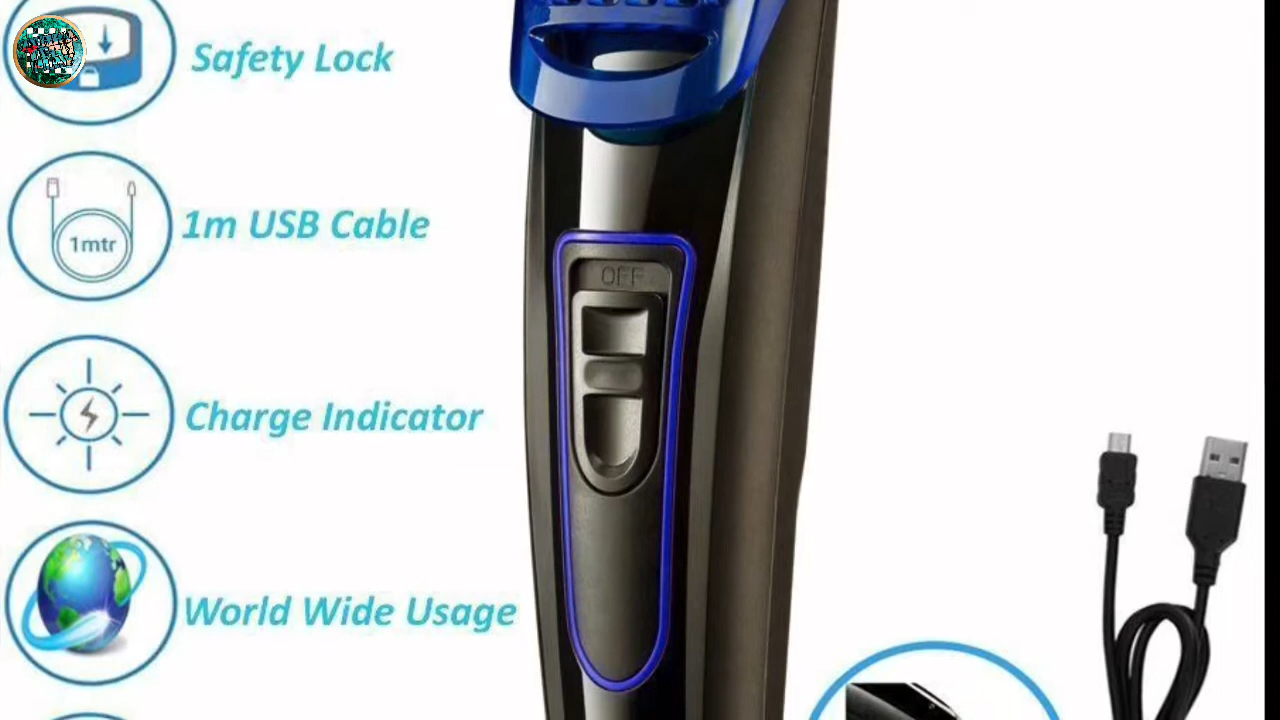 Safety Lock
1mtr
1m USB Cable
OFF
Charge Indicator
World Wide Usage